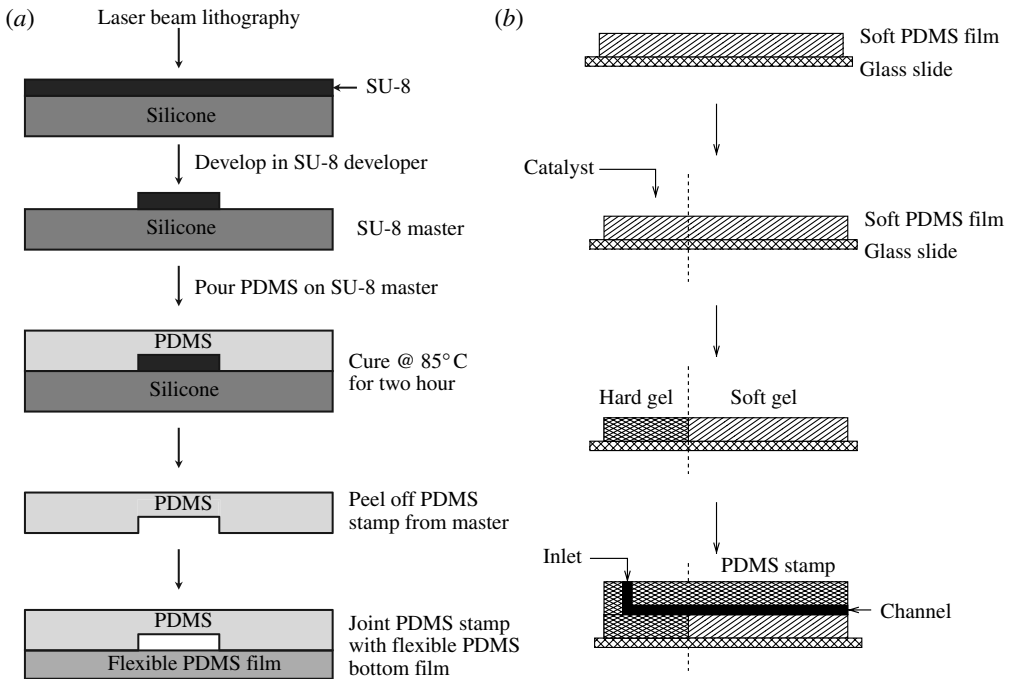 (a)
Laser beam lithography
SU-8
Silicone
Develop in SU-8 developer
Silicone
SU-8 master
Pour PDMS on SU-8 master
PDMS
Silicone
Cure @ 85° C
for two hour
PDMS
Peel off PDMS
stamp from master
PDMS
Flexible PDMS film
Joint PDMS stamp
with flexible PDMS
bottom film
(b)
Soft PDMS film
Glass slide
Catalyst
Soft PDMS film
Glass slide
Hard gel
Soft gel
Inlet
PDMS stamp
Channel